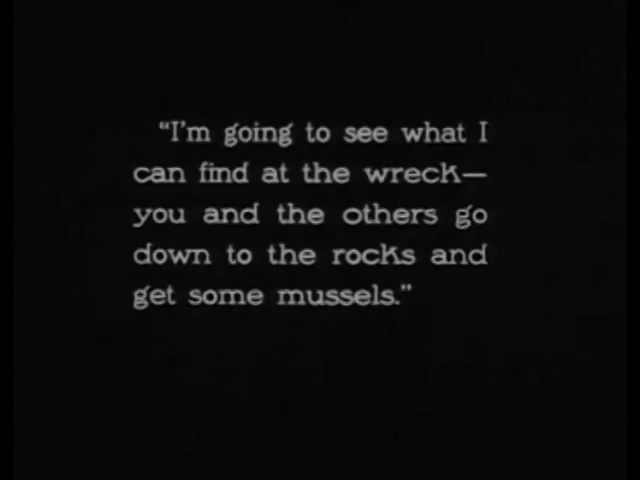 “I'm going to see what I
can find at the wreck—
you and the others go
down to the rocks and
get some mussels.”